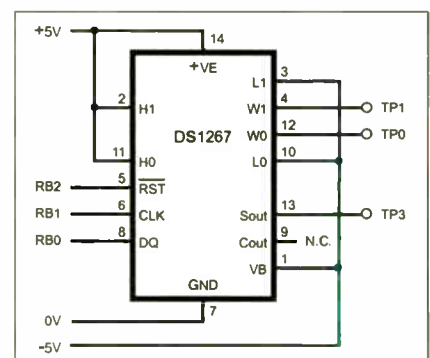 +5V
14
+VE
3
L1
2
H1
4
W1
TP1
DS1267
12
W0
TP0
11
H0
10
L0
RB2
5
RST
RB1
6
CLK
13
Sout
TP3
RB0
8
DQ
9
Cout
N.C.
1
VB
GND
7
0V
-5V